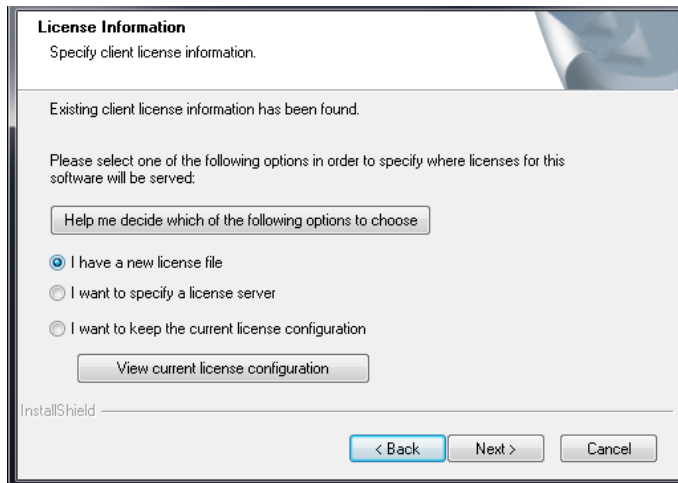 License Information
Specify client license information.
Existing client license information has been found.
Please select one of the following options in order to specify where licenses for this
software will be served:
Help me decide which of the following options to choose
I have a new license file
I want to specify a license server
I want to keep the current license configuration
View current license configuration
InstallShield
< Back
Next >
Cancel